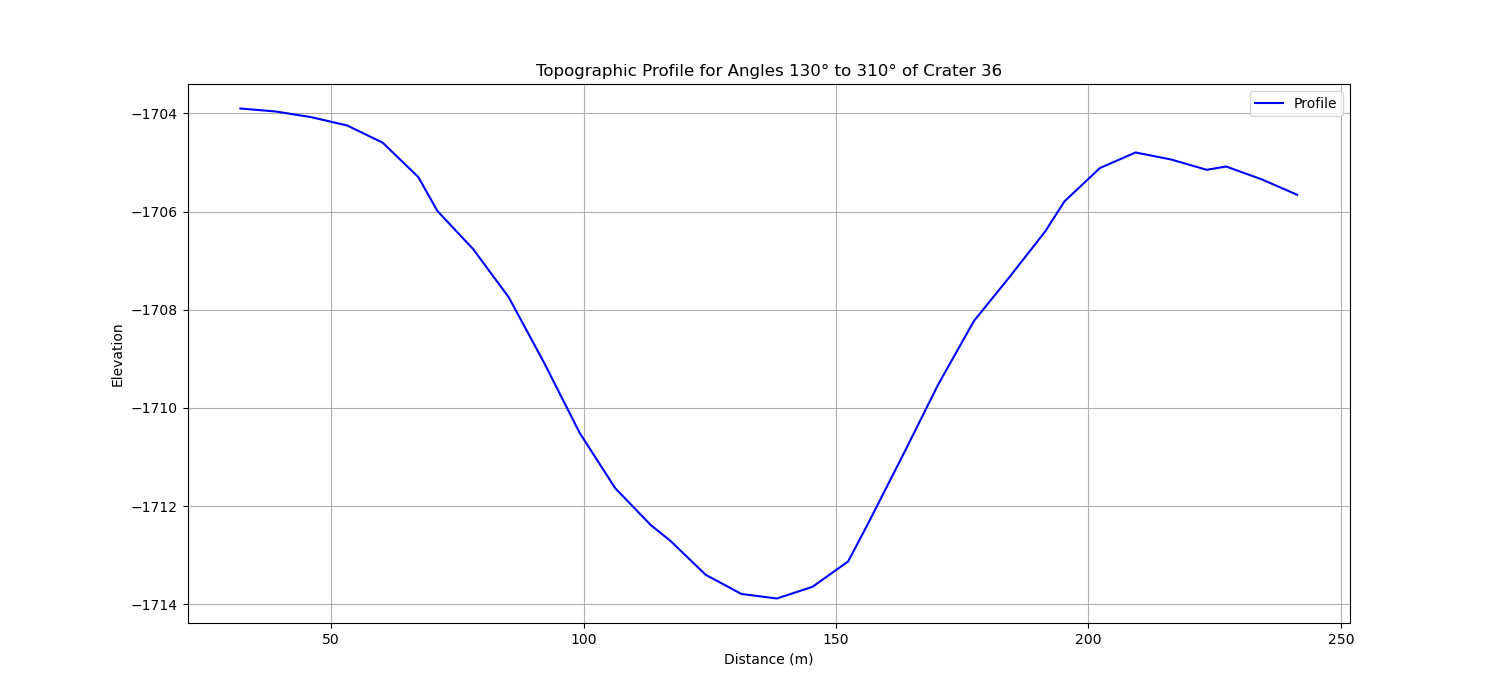 Topographic Profile for Angles 130° to 310° of Crater 36
Profile
−1704
−1706
−1708
−1710
−1712
−1714
Elevation
50
100
150
200
250
Distance (m)